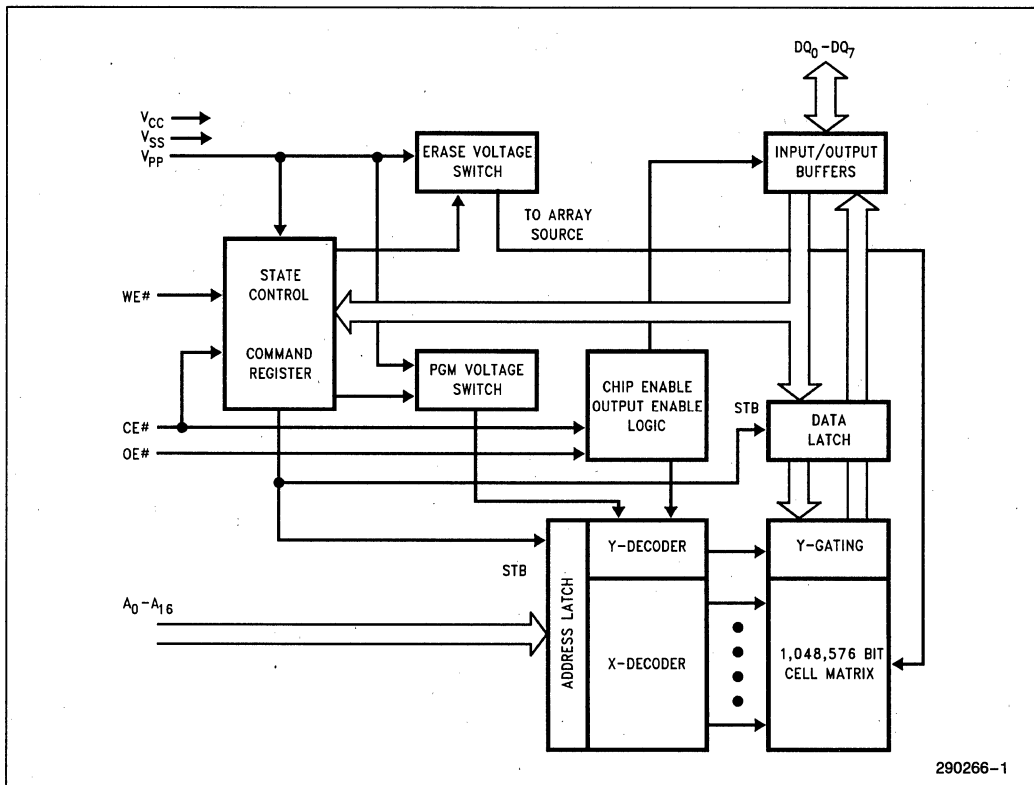 DQ0–DQ7
VCC
VSS
VPP
ERASE VOLTAGE
SWITCH
INPUT/OUTPUT
BUFFERS
TO ARRAY
SOURCE
STATE
CONTROL
WE#
COMMAND
REGISTER
PGM VOLTAGE
SWITCH
CHIP ENABLE
OUTPUT ENABLE
LOGIC
STB
DATA
LATCH
CE#
OE#
STB
ADDRESS LATCH
Y-DECODER
Y-GATING
A0–A16
X-DECODER
1,048,576 BIT
CELL MATRIX
290266–1